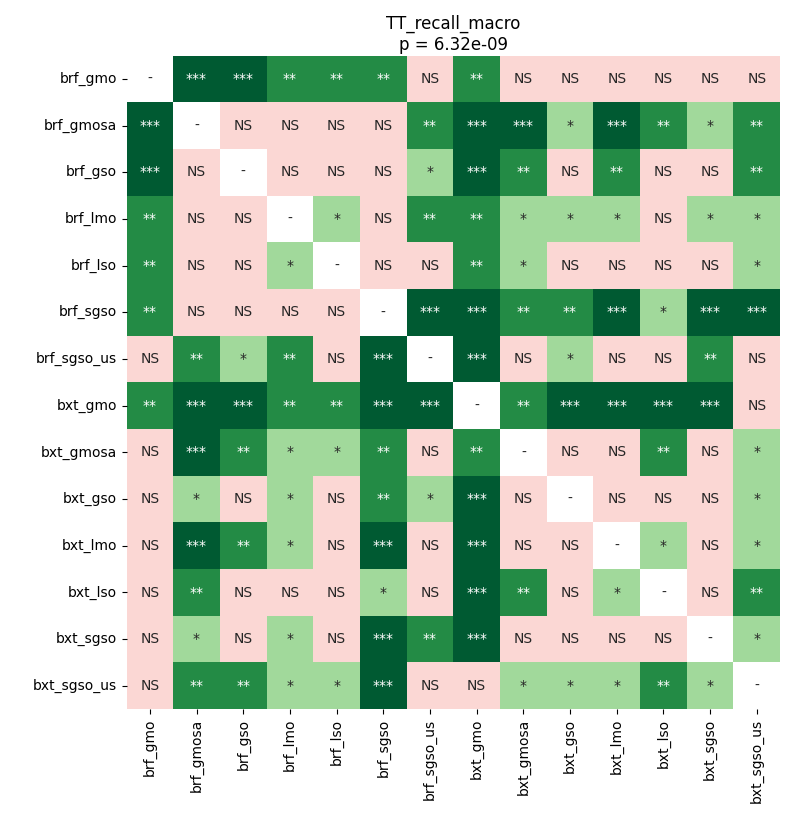 TT_recall_macro
p = 6.32e-09
brf_gmo - *** *** ** ** ** NS ** NS NS NS NS NS NS
brf_gmosa *** - NS NS NS NS ** *** *** * *** ** * **
brf_gso *** NS - NS NS NS * *** ** NS ** NS NS **
brf_lmo ** NS NS - * NS ** ** * * * NS * *
brf_lso ** NS NS * - NS NS ** * NS NS NS NS *
brf_sgso ** NS NS NS NS - *** *** ** ** *** * *** ***
brf_sgso_us NS ** * ** NS *** - *** NS * NS NS ** NS
bxt_gmo ** *** *** ** ** *** *** - ** *** *** *** *** NS
bxt_gmosa NS *** ** * * ** NS ** - NS NS ** NS *
bxt_gso NS * NS * NS ** * *** NS - NS NS NS *
bxt_lmo NS *** ** * NS *** NS *** NS NS - * NS *
bxt_lso NS ** NS NS NS * NS *** ** NS * - NS **
bxt_sgso NS * NS * NS *** ** *** NS NS NS NS - *
bxt_sgso_us NS ** ** * * *** NS NS * * * ** * -
brf_gmo brf_gmosa brf_gso brf_lmo brf_lso brf_sgso brf_sgso_us bxt_gmo bxt_gmosa bxt_gso bxt_lmo bxt_lso bxt_sgso bxt_sgso_us